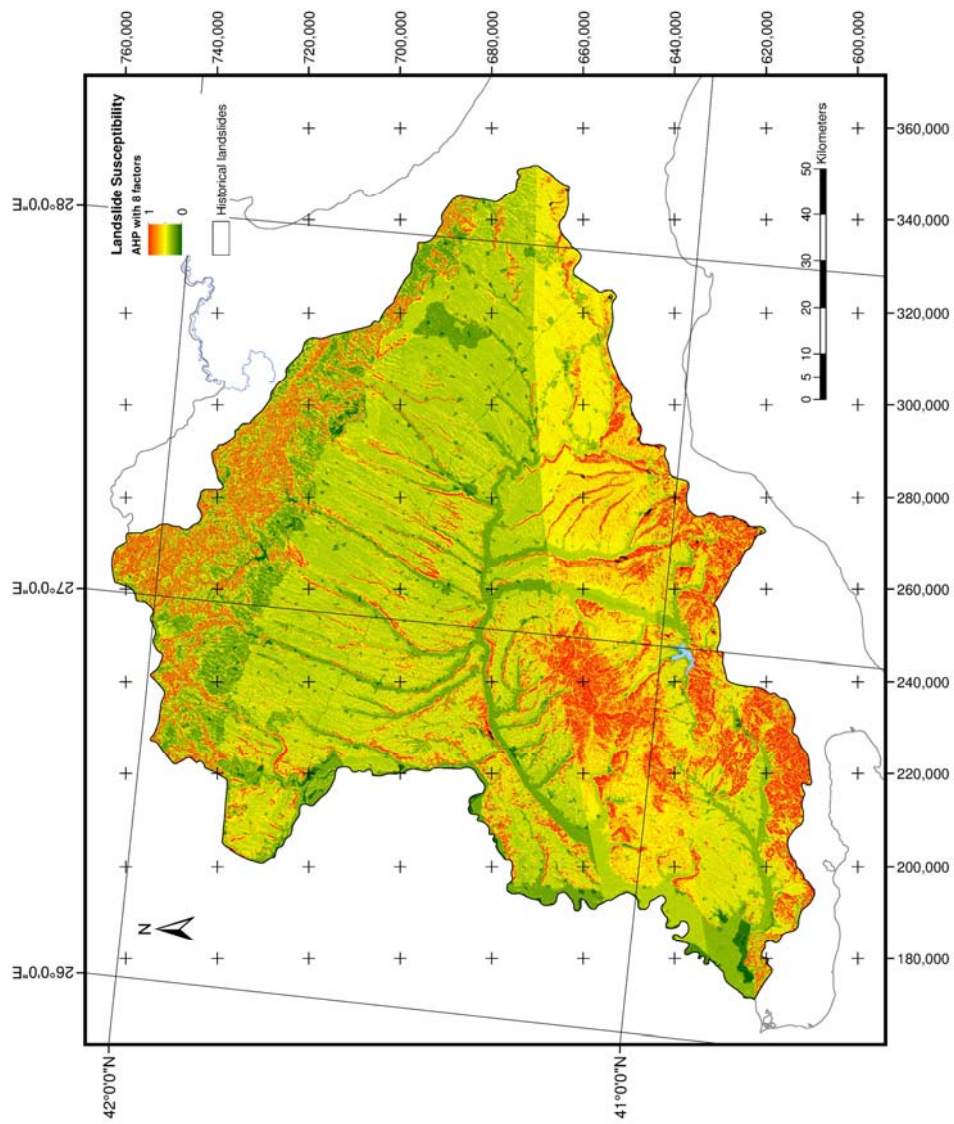 Landslide Susceptibility
AHP with 8 factors
1
0
Historical landslides
N
760,000
740,000
720,000
700,000
680,000
660,000
640,000
620,000
600,000
28°0'0"E
27°0'0"E
26°0'0"E
42°0'0"N
41°0'0"N
360,000
340,000
320,000
300,000
280,000
260,000
240,000
220,000
200,000
180,000
0 5 10 20 30 40 50
Kilometers